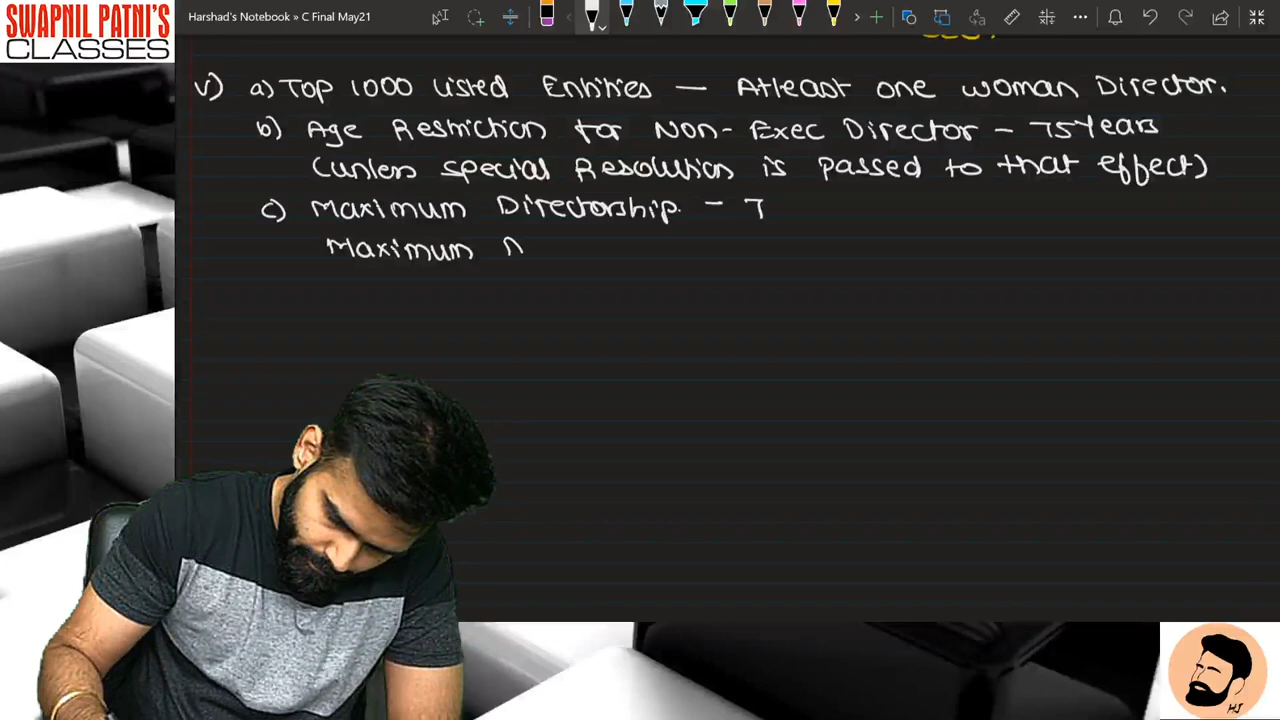 SWAPNIL PATNI'S
CLASSES
Harshad's Notebook » C Final May21
v) a) Top 1000 Listed Entities — Atleast one woman Director.
b) Age Restriction for Non-Exec Director - 75 Years
(unless special Resolution is passed to that effect)
c) Maximum Directorship. - 7
Maximum
HJ